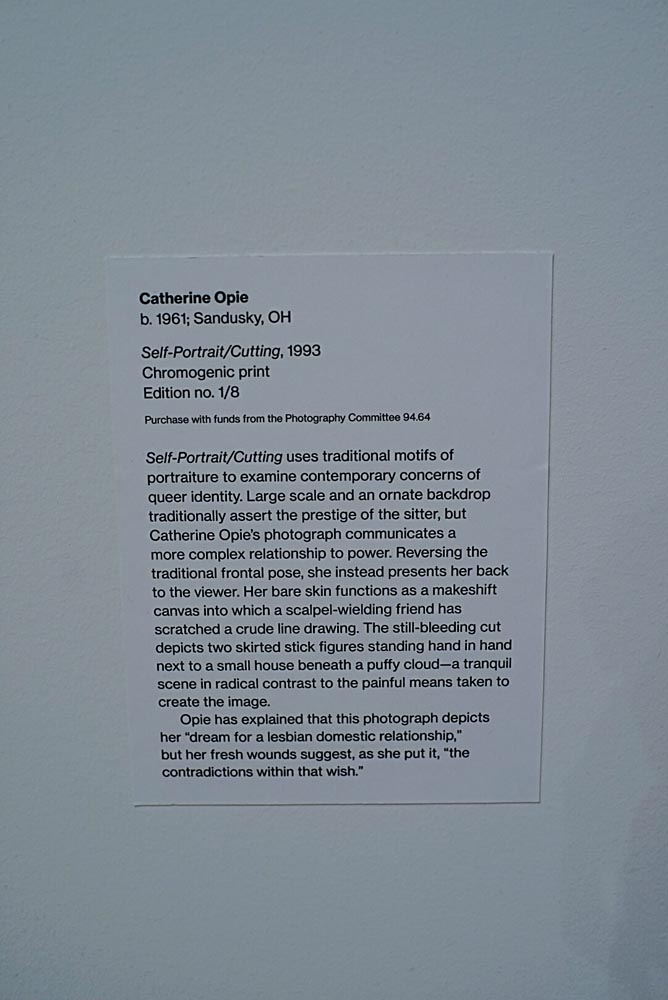 Catherine Opie
b. 1961; Sandusky, OH
Self-Portrait/Cutting, 1993
Chromogenic print
Edition no. 1/8
Purchase with funds from the Photography Committee 94.64
Self-Portrait/Cutting uses traditional motifs of
portraiture to examine contemporary concerns of
queer identity. Large scale and an ornate backdrop
traditionally assert the prestige of the sitter, but
Catherine Opie’s photograph communicates a
more complex relationship to power. Reversing the
traditional frontal pose, she instead presents her back
to the viewer. Her bare skin functions as a makeshift
canvas into which a scalpel-wielding friend has
scratched a crude line drawing. The still-bleeding cut
depicts two skirted stick figures standing hand in hand
next to a small house beneath a puffy cloud—a tranquil
scene in radical contrast to the painful means taken to
create the image.
Opie has explained that this photograph depicts
her “dream for a lesbian domestic relationship,”
but her fresh wounds suggest, as she put it, “the
contradictions within that wish.”